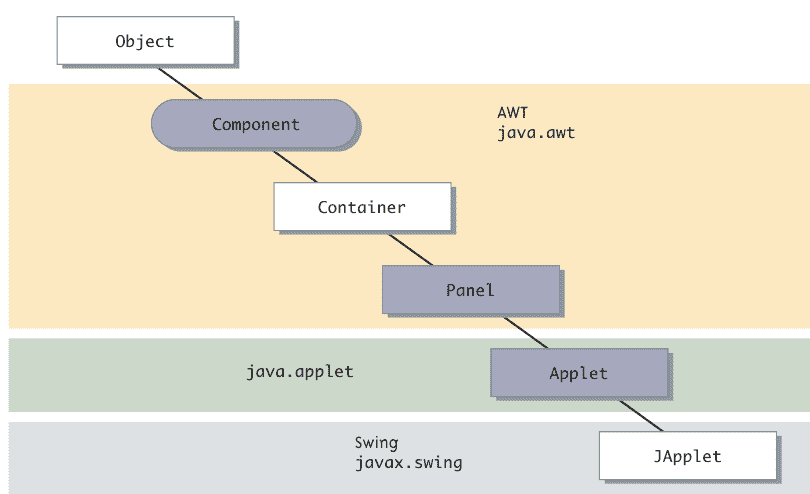 Object
Component
AWT
java.awt
Container
Panel
java.applet
Applet
Swing
javax.swing
JApplet